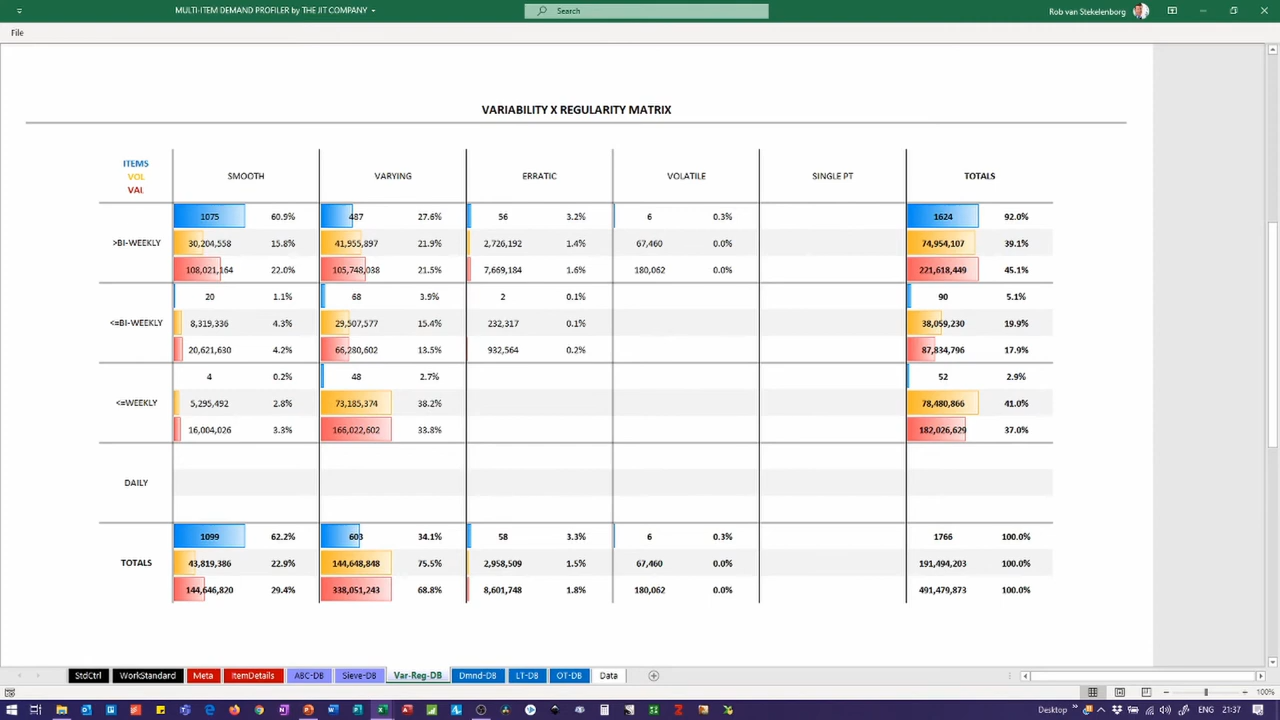 MULTI-ITEM DEMAND PROFILER by THE JIT COMPANY
Search
Rob van Stekelenborg
File
VARIABILITY X REGULARITY MATRIX
ITEMS
VOL
VAL
SMOOTH VARYING ERRATIC VOLATILE SINGLE PT TOTALS
1075 60.9% 487 27.6% 56 3.2% 6 0.3% 1624 92.0%
>BI-WEEKLY 30,204,558 15.8% 41,955,897 21.9% 2,726,192 1.4% 67,460 0.0% 74,954,107 39.1%
108,021,164 22.0% 105,748,038 21.5% 7,669,184 1.6% 180,062 0.0% 221,618,449 45.1%
20 1.1% 68 3.9% 2 0.1% 90 5.1%
<=BI-WEEKLY 8,319,336 4.3% 29,507,577 15.4% 232,317 0.1% 38,059,230 19.9%
20,621,630 4.2% 66,280,602 13.5% 932,564 0.2% 87,834,796 17.9%
4 0.2% 48 2.7% 52 2.9%
<=WEEKLY 5,295,492 2.8% 73,185,374 38.2% 78,480,866 41.0%
16,004,026 3.3% 166,022,602 33.8% 182,026,629 37.0%
DAILY
1099 62.2% 603 34.1% 58 3.3% 6 0.3% 1766 100.0%
TOTALS 43,819,386 22.9% 144,648,848 75.5% 2,958,509 1.5% 67,460 0.0% 191,494,203 100.0%
144,646,820 29.4% 338,051,243 68.8% 8,601,748 1.8% 180,062 0.0% 491,479,873 100.0%
StdCtrl WorkStandard Meta ItemDetails ABC-DB Sieve-DB Var-Reg-DB Dmnd-DB LT-DB OT-DB Data
100%
Desktop ENG 21:37